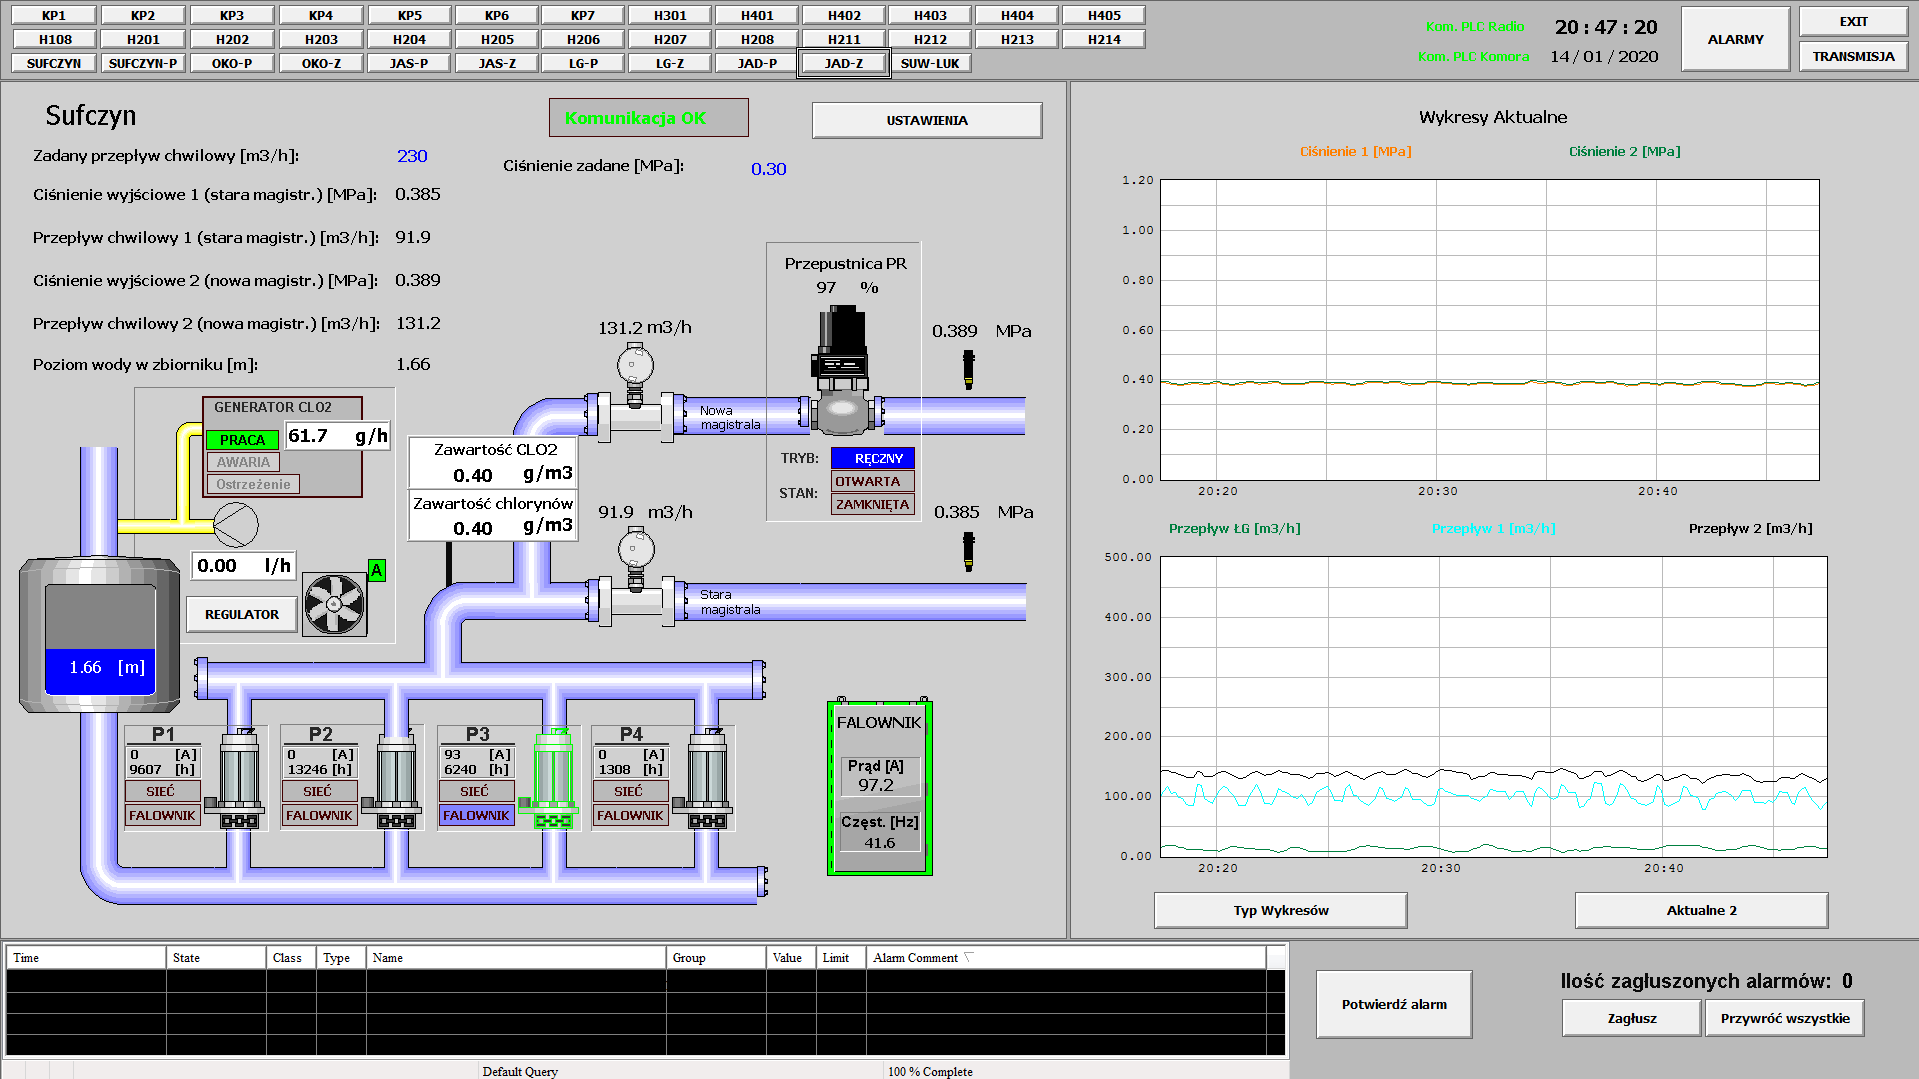 KP1 KP2 KP3 KP4 KP5 KP6 KP7 H301 H401 H402 H403 H404 H405
H108 H201 H202 H203 H204 H205 H206 H207 H208 H211 H212 H213 H214
SUFCZYN SUFCZYN-P OKO-P OKO-Z JAS-P JAS-Z LG-P LG-Z JAD-P JAD-Z SUW-LUK
Kom. PLC Radio
Kom. PLC Komora
20 : 47 : 20
14 / 01 / 2020
ALARMY
EXIT
TRANSMISJA
Sufczyn
Komunikacja OK
USTAWIENIA
Zadany przepływ chwilowy [m3/h]: 230
Ciśnienie zadane [MPa]: 0.30
Ciśnienie wyjściowe 1 (stara magistr.) [MPa]: 0.385
Przepływ chwilowy 1 (stara magistr.) [m3/h]: 91.9
Ciśnienie wyjściowe 2 (nowa magistr.) [MPa]: 0.389
Przepływ chwilowy 2 (nowa magistr.) [m3/h]: 131.2
Poziom wody w zbiorniku [m]: 1.66
Przepustnica PR
97 %
131.2 m3/h
0.389 MPa
Nowa
magistrala
TRYB: RĘCZNY
STAN: OTWARTA
ZAMKNIĘTA
GENERATOR CLO2
PRACA
61.7 g/h
AWARIA
Ostrzeżenie
Zawartość CLO2
0.40 g/m3
Zawartość chlorynów
0.40 g/m3
91.9 m3/h
0.385 MPa
Stara
magistrala
0.00 l/h
A
REGULATOR
1.66 [m]
P1
0 [A]
9607 [h]
SIEĆ
FALOWNIK
P2
0 [A]
13246 [h]
SIEĆ
FALOWNIK
P3
93 [A]
6240 [h]
SIEĆ
FALOWNIK
P4
0 [A]
1308 [h]
SIEĆ
FALOWNIK
FALOWNIK
Prąd [A]
97.2
Częst. [Hz]
41.6
Wykresy Aktualne
Ciśnienie 1 [MPa] Ciśnienie 2 [MPa]
1.20
1.00
0.80
0.60
0.40
0.20
0.00
20:20 20:30 20:40
Przepływ ŁG [m3/h] Przepływ 1 [m3/h] Przepływ 2 [m3/h]
500.00
400.00
300.00
200.00
100.00
0.00
20:20 20:30 20:40
Typ Wykresów
Aktualne 2
Time State Class Type Name Group Value Limit Alarm Comment
Default Query 100 % Complete
Potwierdź alarm
Ilość zagłuszonych alarmów: 0
Zagłusz
Przywróć wszystkie